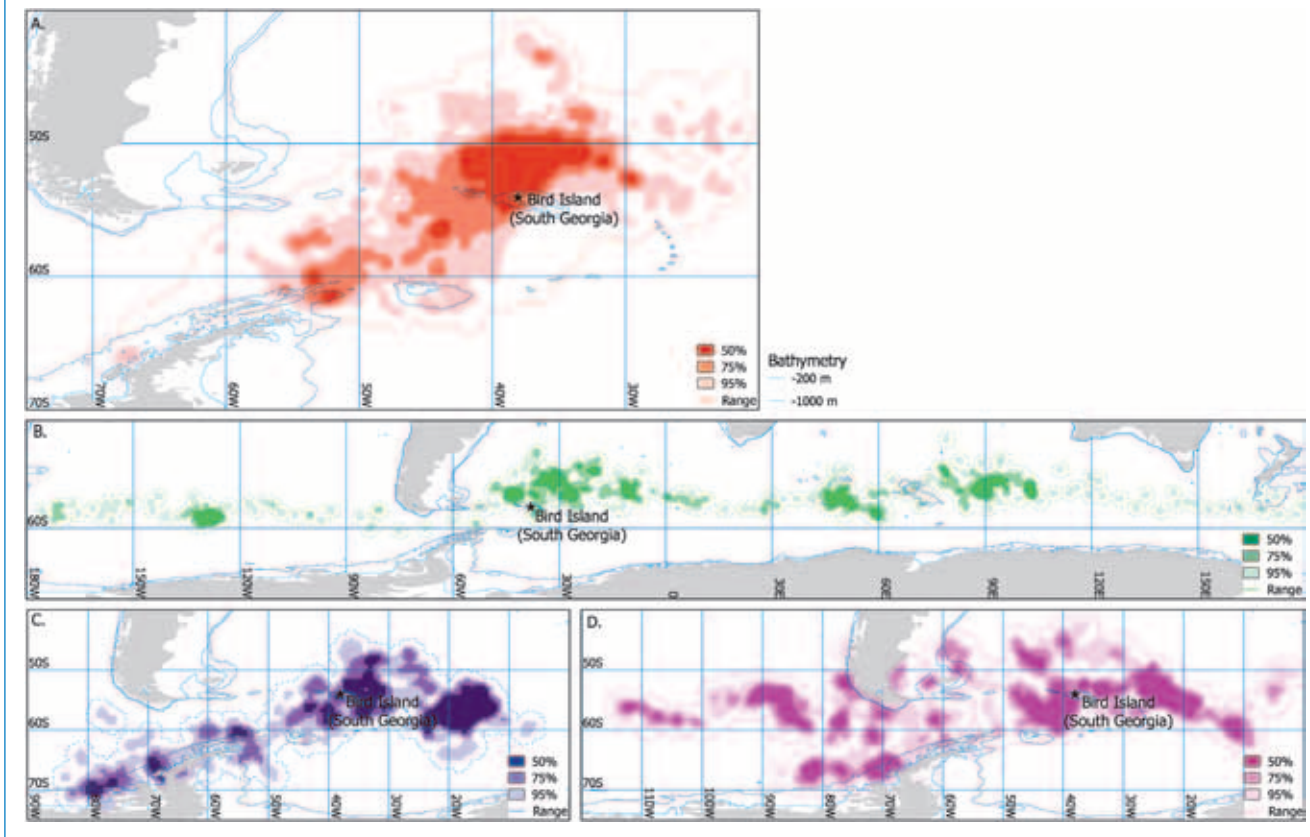 A.
50S
★ Bird Island
(South Georgia)
60S
50%
75%
95%
Range
Bathymetry
-200 m
-1000 m
70S
70W
60W
50W
40W
30W
B.
60S
Bird Island
(South Georgia)
50%
75%
95%
Range
180W
150W
120W
90W
60W
30W
0
30E
60E
90E
120E
150E
C.
50S
Bird Island
(South Georgia)
60S
50%
75%
95%
Range
70S
90W
80W
70W
60W
50W
40W
30W
20W
D.
50S
Bird Island
(South Georgia)
60S
50%
75%
95%
Range
70S
110W
100W
90W
80W
70W
60W
50W
40W
30W
20W